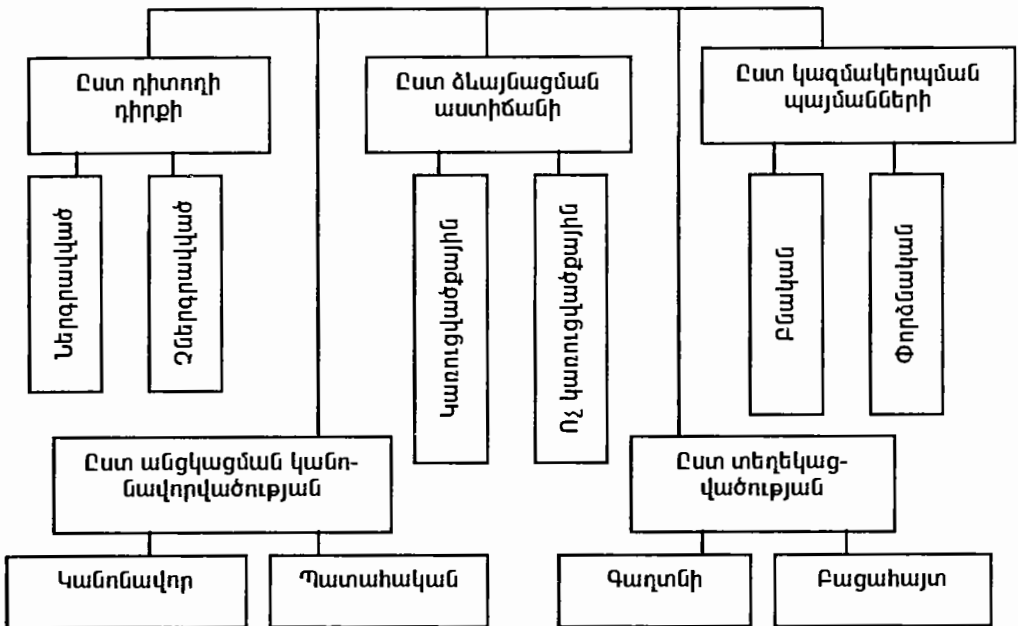 Ըստ դիտողի
դիրքի
Ըստ ձևայնացման
աստիճանի
Ըստ կազմակերպման
պայմանների
Ներգրավված
Չներգրավված
Կառուցվածքային
Ոչ կառուցվածքային
Բնական
Փորձնական
Ըստ անցկացման կանո-
նավորվածության
Ըստ տեղեկաց-
վածության
Կանոնավոր
Պատահական
Գաղտնի
Բացահայտ